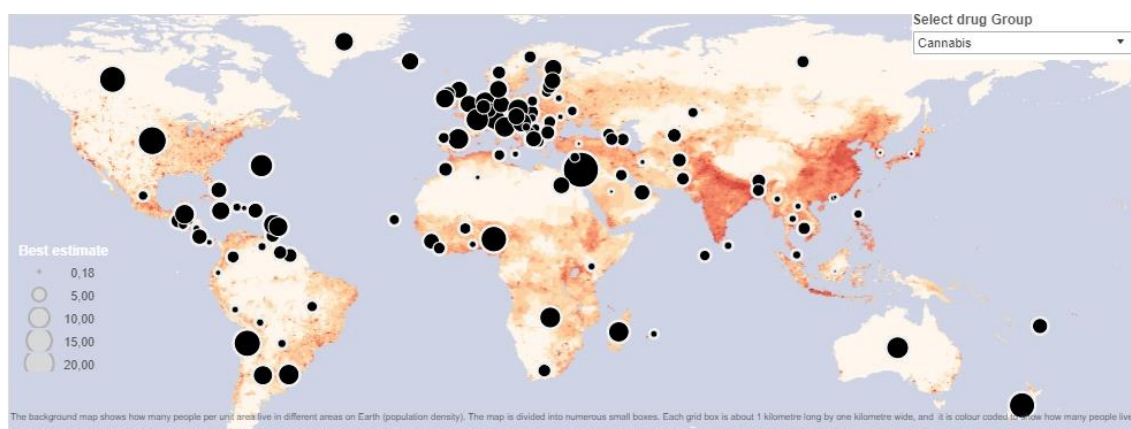 Select drug Group
Cannabis
Best estimate
0,18
5,00
10,00
15,00
20,00
The background map shows how many people per unit area live in different areas on Earth (population density). The map is divided into numerous small boxes. Each grid box is about 1 kilometre long by one kilometre wide, and it is colour coded to show how many people live